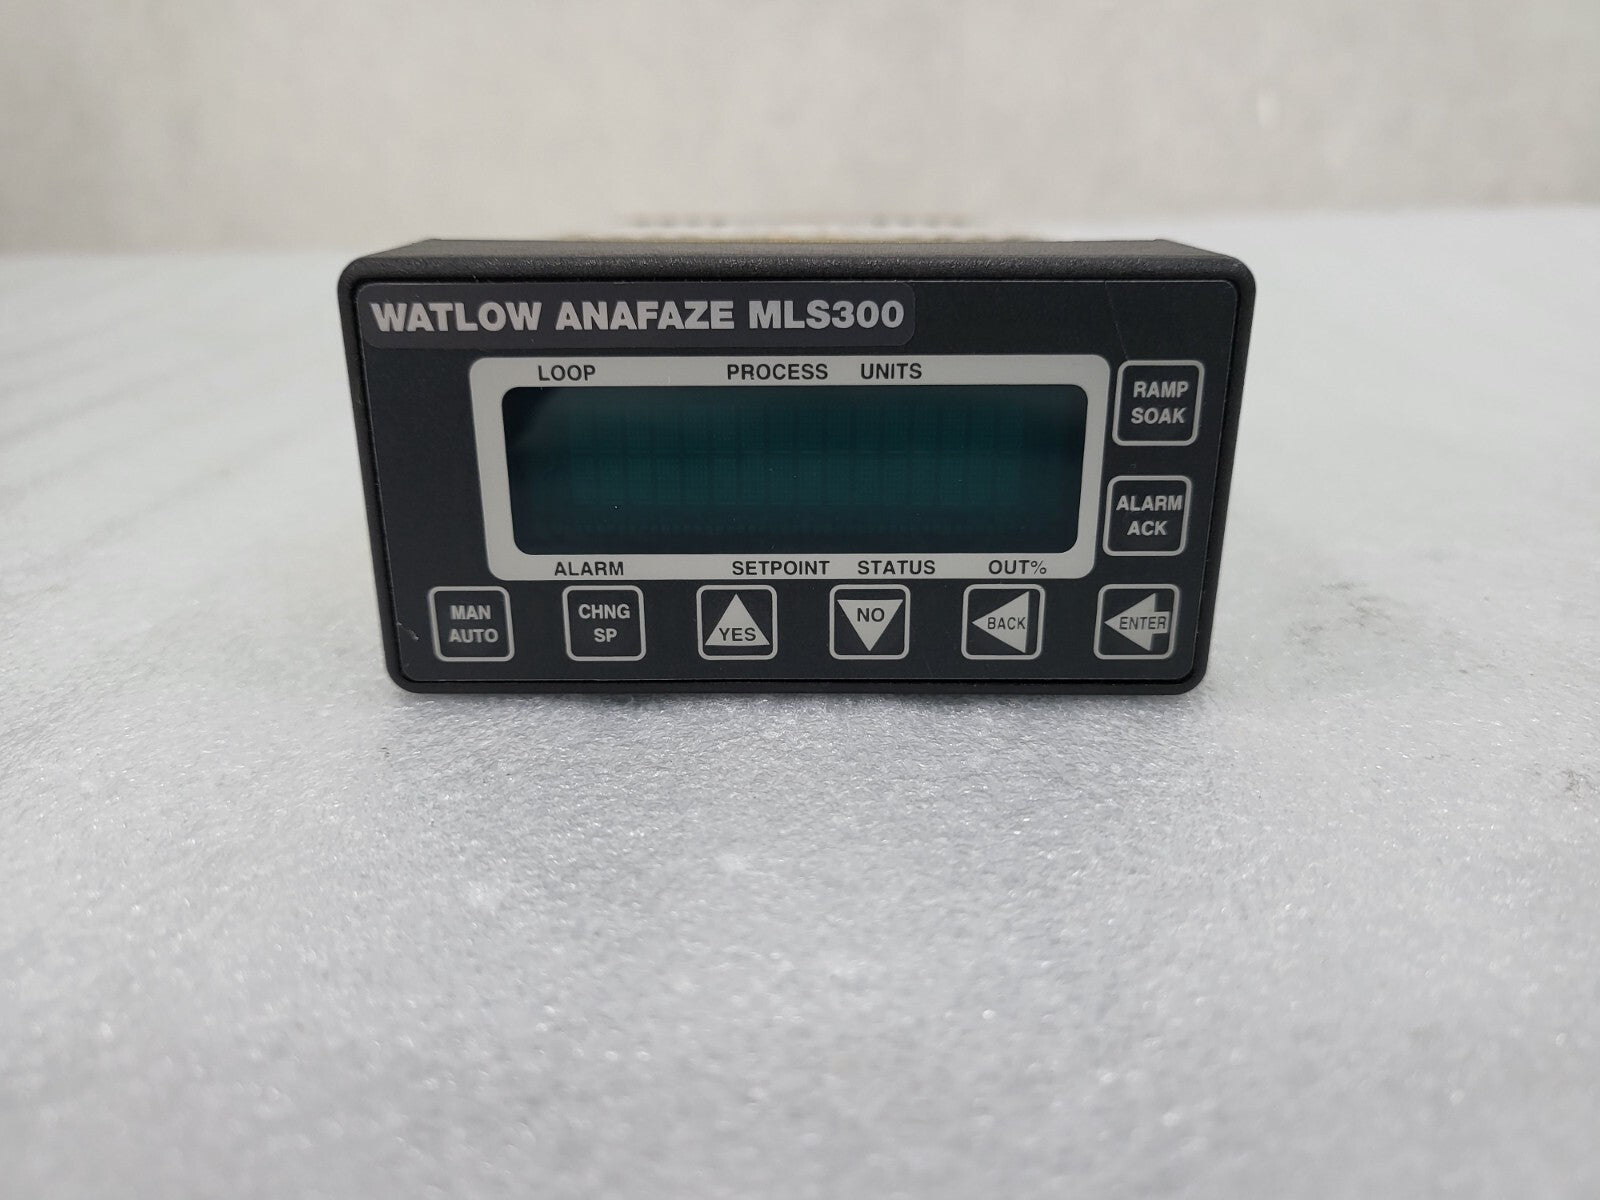 WATLOW ANAFAZE MLS300
LOOP PROCESS UNITS
RAMP
SOAK
ALARM
ACK
ALARM SETPOINT STATUS OUT%
MAN
AUTO
CHNG
SP
YES
NO
BACK
ENTER